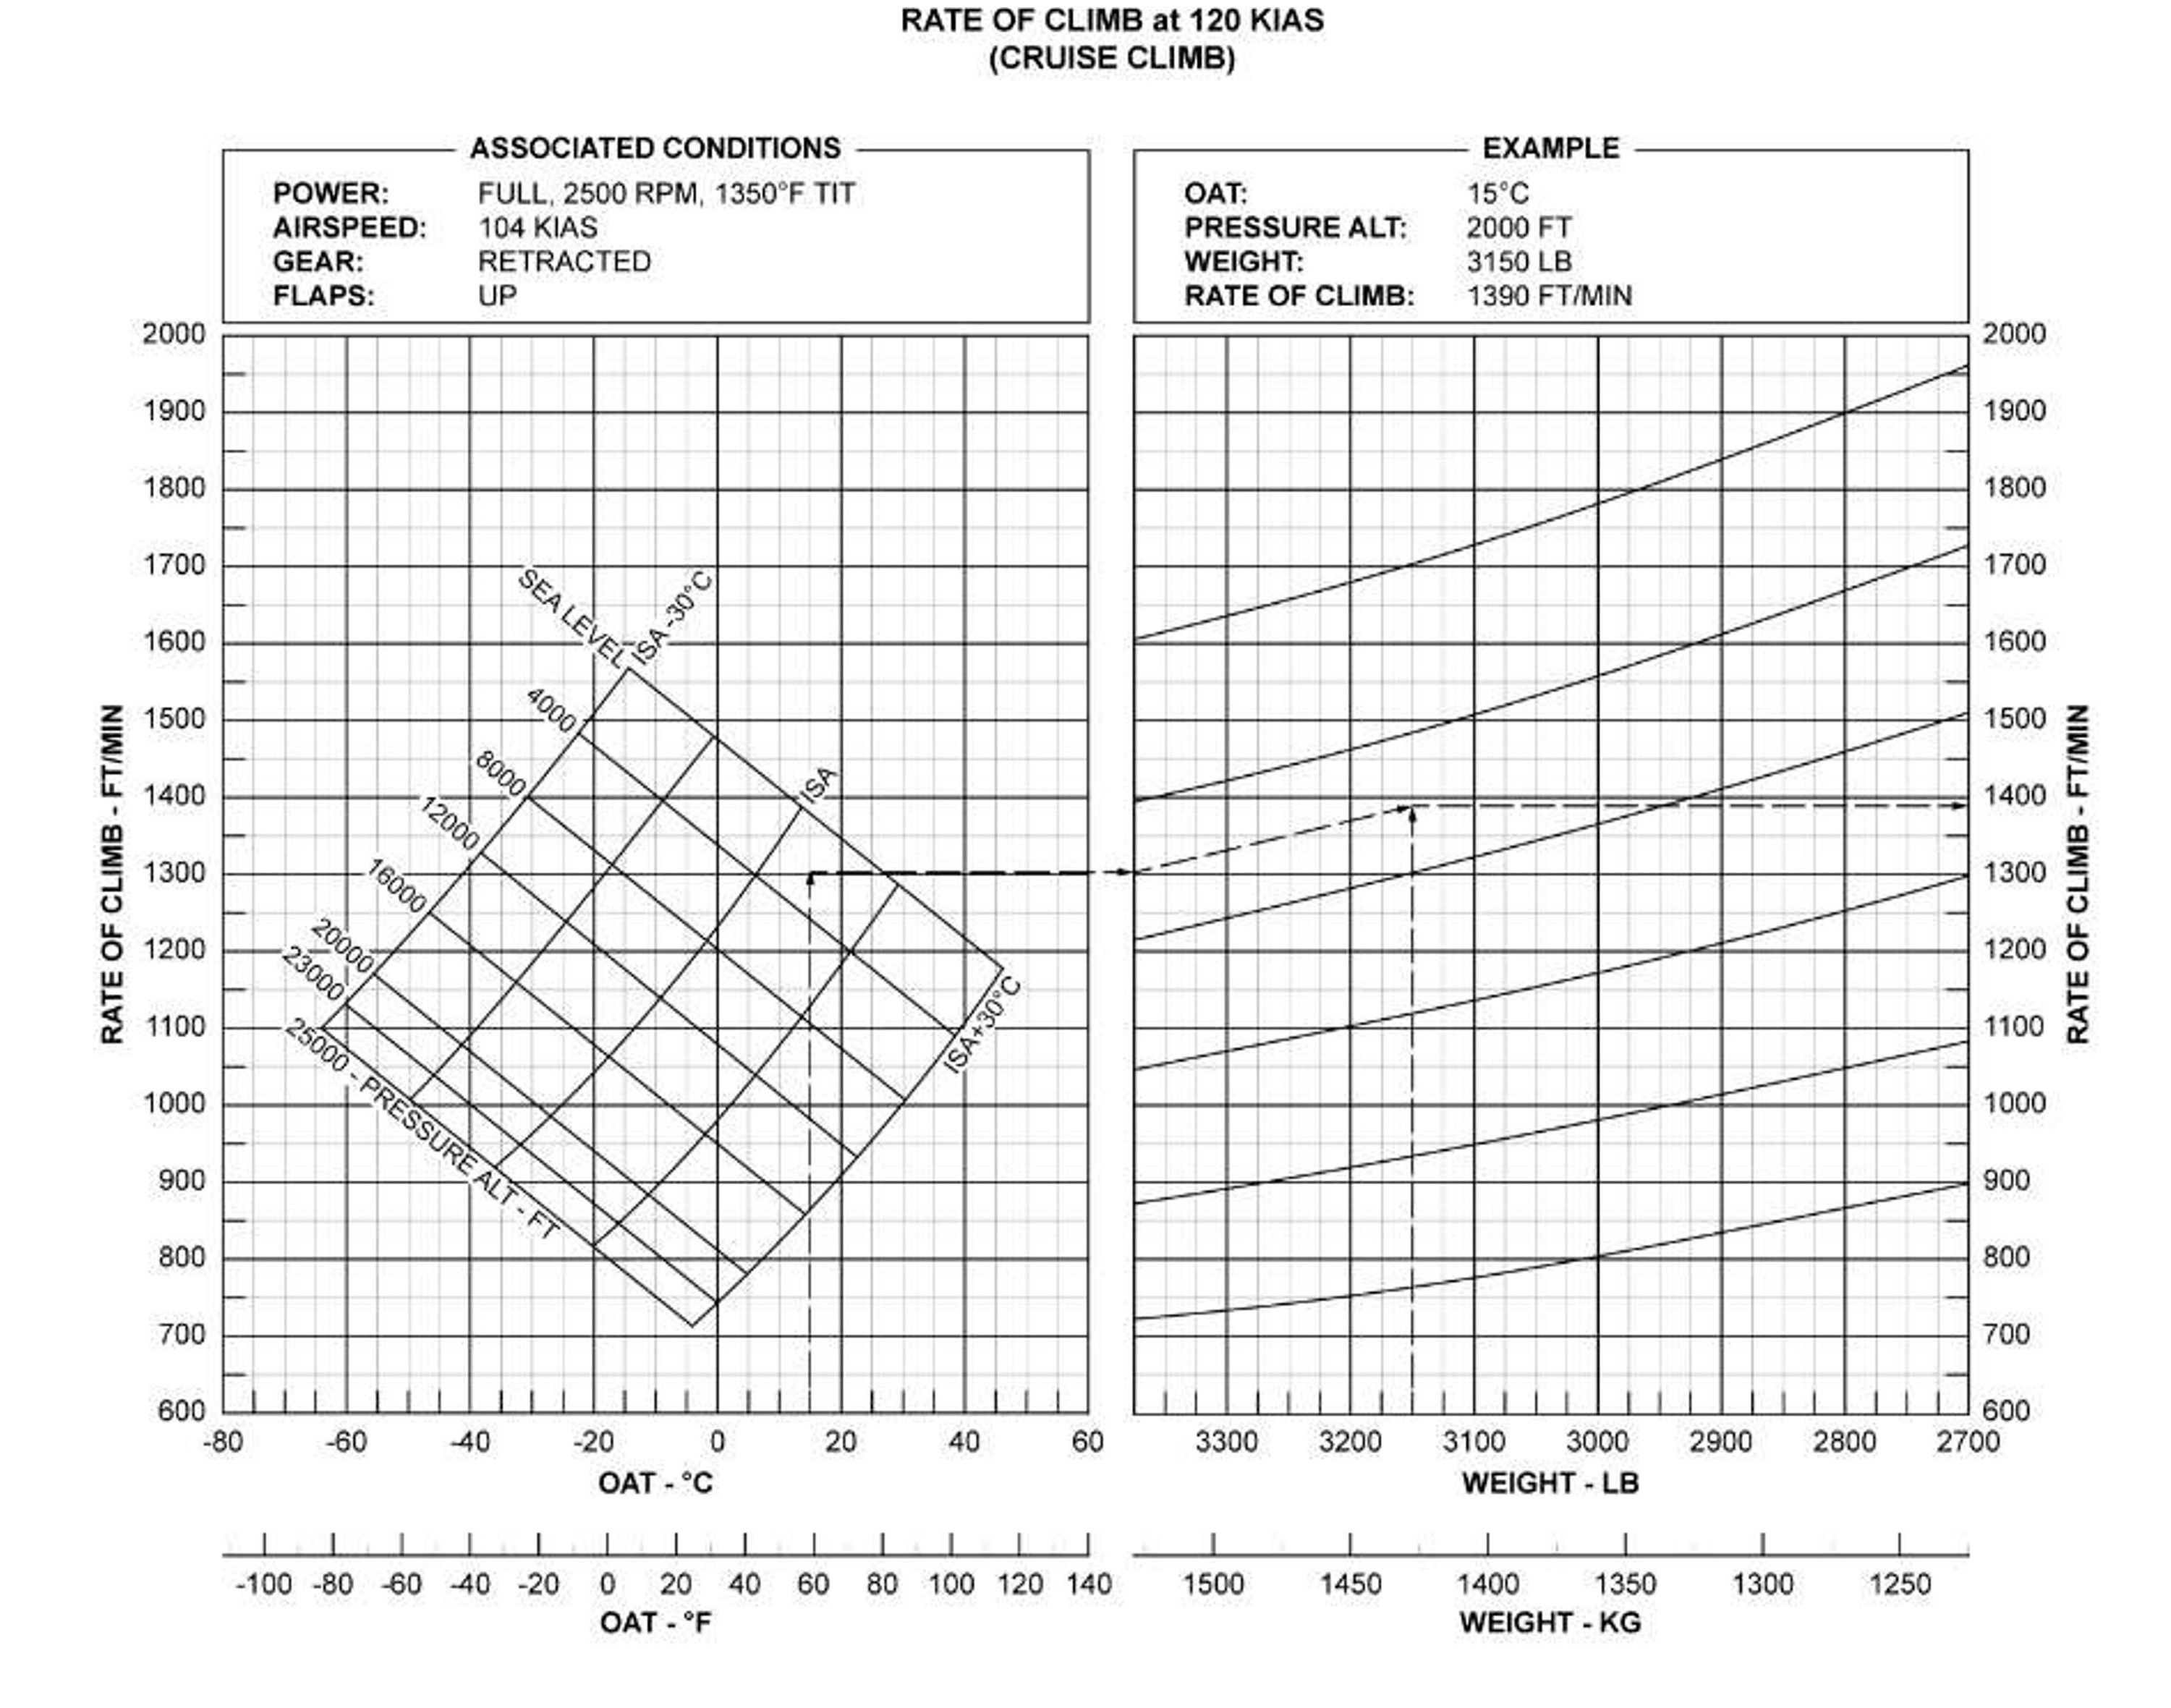 RATE OF CLIMB at 120 KIAS
(CRUISE CLIMB)
ASSOCIATED CONDITIONS
POWER: FULL, 2500 RPM, 1350°F TIT
AIRSPEED: 104 KIAS
GEAR: RETRACTED
FLAPS: UP
EXAMPLE
OAT: 15°C
PRESSURE ALT: 2000 FT
WEIGHT: 3150 LB
RATE OF CLIMB: 1390 FT/MIN
RATE OF CLIMB - FT/MIN
2000
1900
1800
1700
1600
1500
1400
1300
1200
1100
1000
900
800
700
600
SEA LEVEL
4000
8000
12000
16000
20000
23000
25000 - PRESSURE ALT - FT
ISA -30°C
ISA
ISA+30°C
-80 -60 -40 -20 0 20 40 60
OAT - °C
-100 -80 -60 -40 -20 0 20 40 60 80 100 120 140
OAT - °F
2000
1900
1800
1700
1600
1500
1400
1300
1200
1100
1000
900
800
700
600
RATE OF CLIMB - FT/MIN
3300 3200 3100 3000 2900 2800 2700
WEIGHT - LB
1500 1450 1400 1350 1300 1250
WEIGHT - KG